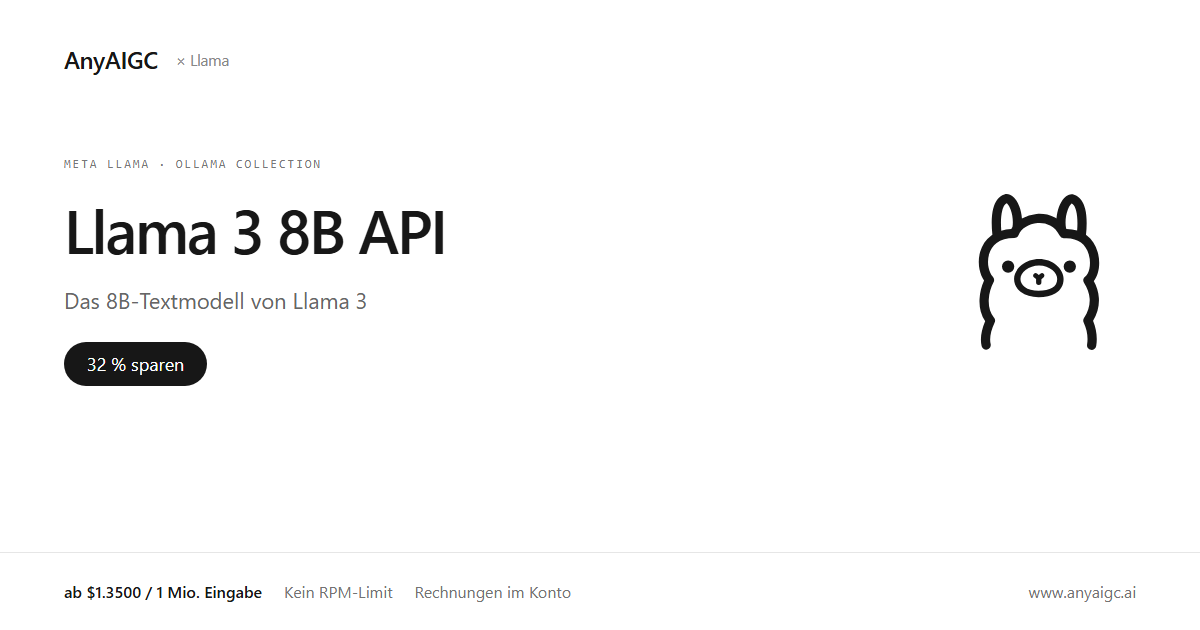 AnyAIGC × Llama
META LLAMA · OLLAMA COLLECTION
Llama 3 8B API
Das 8B-Textmodell von Llama 3
32 % sparen
ab $1.3500 / 1 Mio. Eingabe Kein RPM-Limit Rechnungen im Konto www.anyaigc.ai